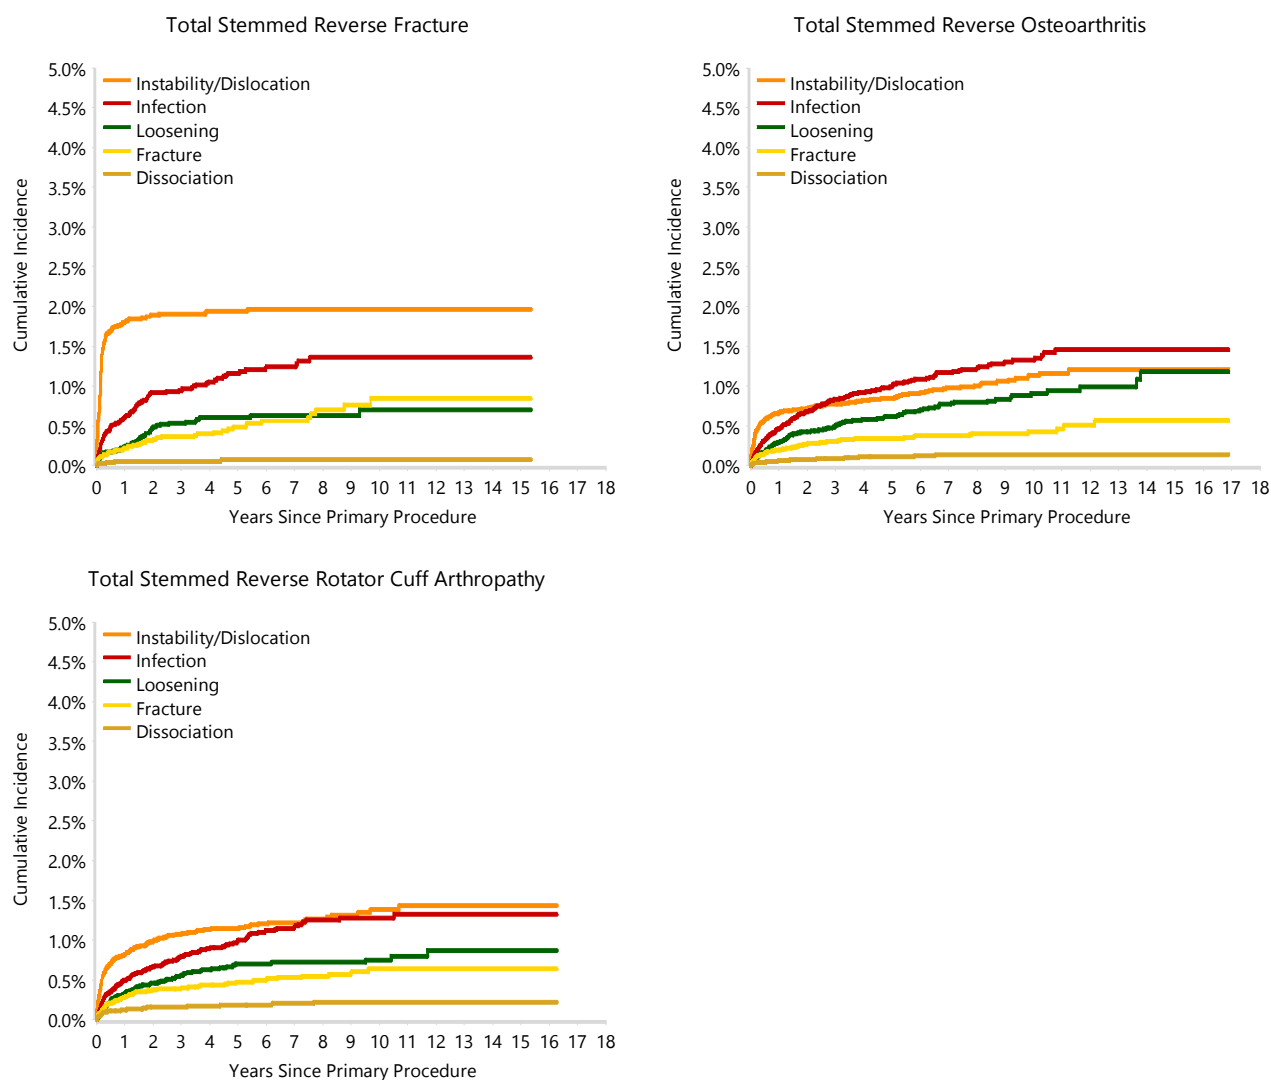 Total Stemmed Reverse Fracture
5.0%
4.5%
4.0%
3.5%
3.0%
2.5%
2.0%
1.5%
1.0%
0.5%
0.0%
Cumulative Incidence
Instability/Dislocation
Infection
Loosening
Fracture
Dissociation
0 1 2 3 4 5 6 7 8 9 10 11 12 13 14 15 16 17 18
Years Since Primary Procedure
Total Stemmed Reverse Osteoarthritis
5.0%
4.5%
4.0%
3.5%
3.0%
2.5%
2.0%
1.5%
1.0%
0.5%
0.0%
Cumulative Incidence
Instability/Dislocation
Infection
Loosening
Fracture
Dissociation
0 1 2 3 4 5 6 7 8 9 10 11 12 13 14 15 16 17 18
Years Since Primary Procedure
Total Stemmed Reverse Rotator Cuff Arthropathy
5.0%
4.5%
4.0%
3.5%
3.0%
2.5%
2.0%
1.5%
1.0%
0.5%
0.0%
Cumulative Incidence
Instability/Dislocation
Infection
Loosening
Fracture
Dissociation
0 1 2 3 4 5 6 7 8 9 10 11 12 13 14 15 16 17 18
Years Since Primary Procedure